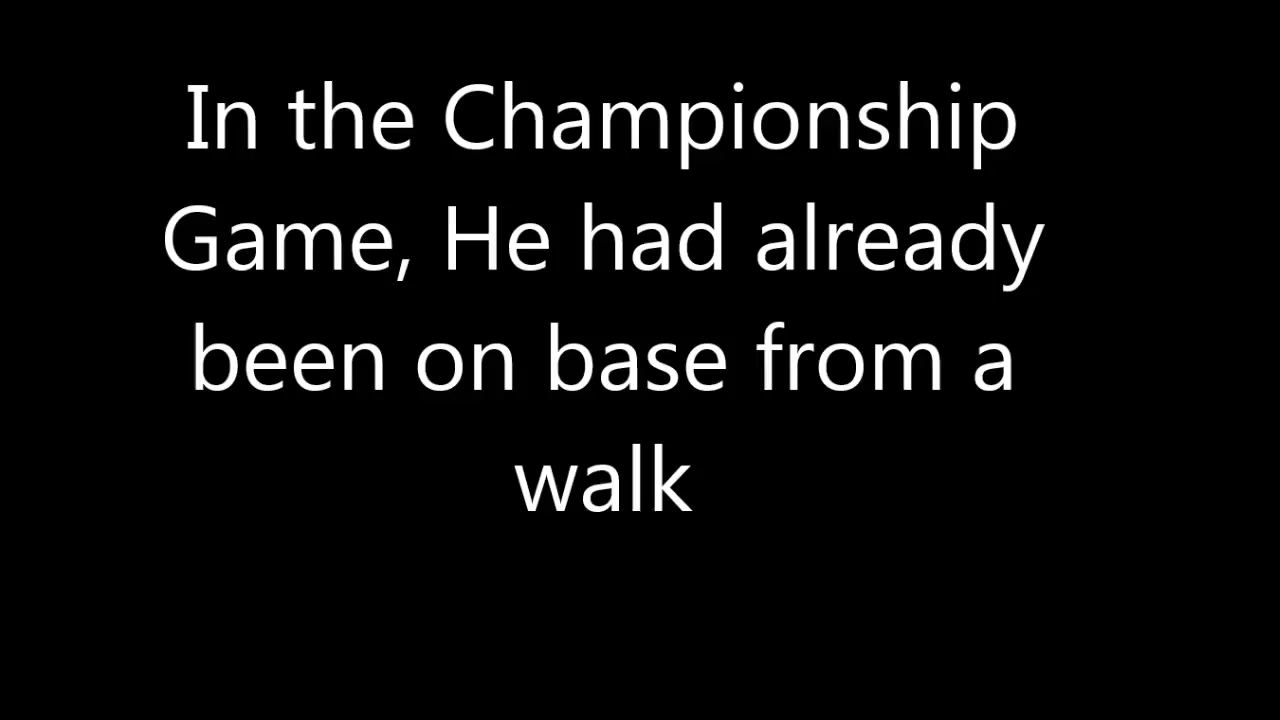 In the Championship
Game, He had already
been on base from a
walk